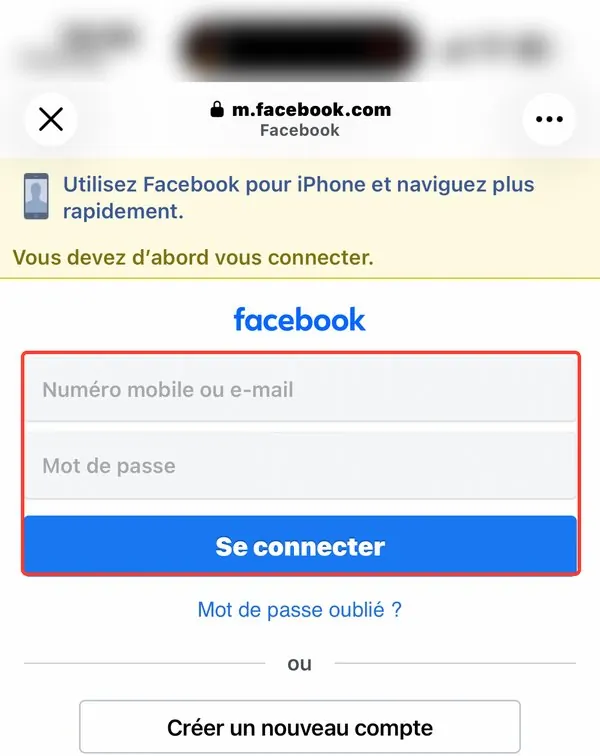 m.facebook.com
Facebook
Utilisez Facebook pour iPhone et naviguez plus
rapidement.
Vous devez d’abord vous connecter.
facebook
Numéro mobile ou e-mail
Mot de passe
Se connecter
Mot de passe oublié ?
ou
Créer un nouveau compte